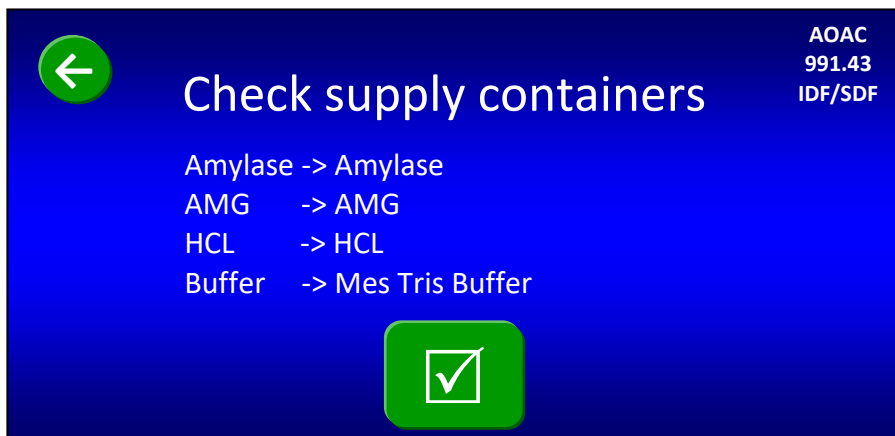 AOAC
991.43
IDF/SDF
Check supply containers
Amylase -> Amylase
AMG -> AMG
HCL -> HCL
Buffer -> Mes Tris Buffer